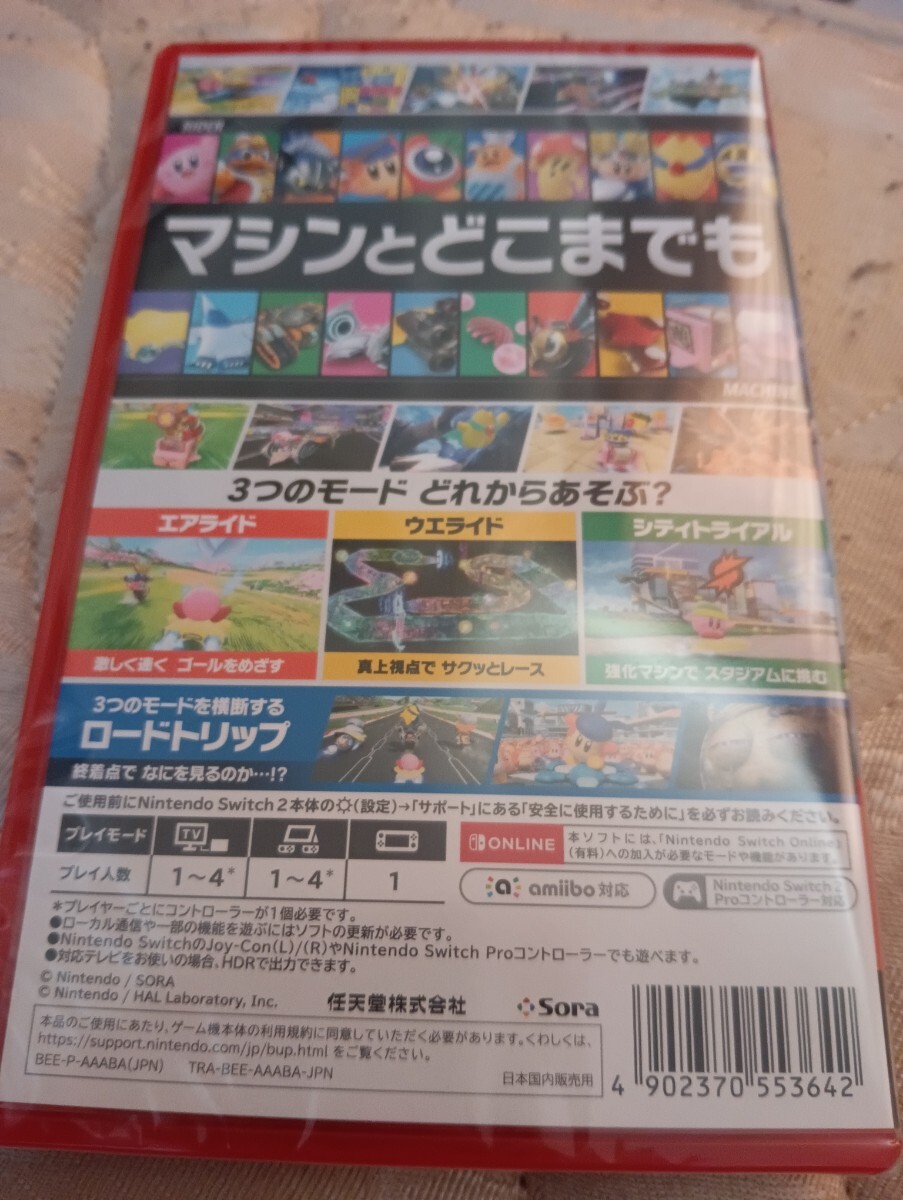 RIDER
マシンとどこまでも
MACHINE
3つのモード どれからあそぶ?
エアライド
ウエライド
シティトライアル
激しく速く ゴールをめざす
真上視点で サクッとレース
強化マシンで スタジアムに挑む
3つのモードを横断する
ロードトリップ
終着点で なにを見るのか…!?
ご使用前にNintendo Switch 2本体の(設定)→「サポート」にある「安全に使用するために」を必ずお読みください。
プレイモード
TV
プレイ人数
1～4*
1～4*
1
ONLINE
本ソフトには、「Nintendo Switch Online」
(有料)への加入が必要なモードや機能があります。
amiibo 対応
Nintendo Switch 2
Proコントローラー対応
*プレイヤーごとにコントローラーが1個必要です。
●ローカル通信や一部の機能を遊ぶにはソフトの更新が必要です。
●Nintendo SwitchのJoy-Con(L)/(R)やNintendo Switch Proコントローラーでも遊べます。
●対応テレビをお使いの場合、HDRで出力できます。
© Nintendo / SORA
© Nintendo / HAL Laboratory, Inc.
任天堂株式会社
Sora
本品のご使用にあたり、ゲーム機本体の利用規約に同意していただく必要があります。くわしくは、
https://support.nintendo.com/jp/bup.html をご覧ください。
BEE-P-AAABA(JPN) TRA-BEE-AAABA-JPN
日本国内販売用
4 902370 553642